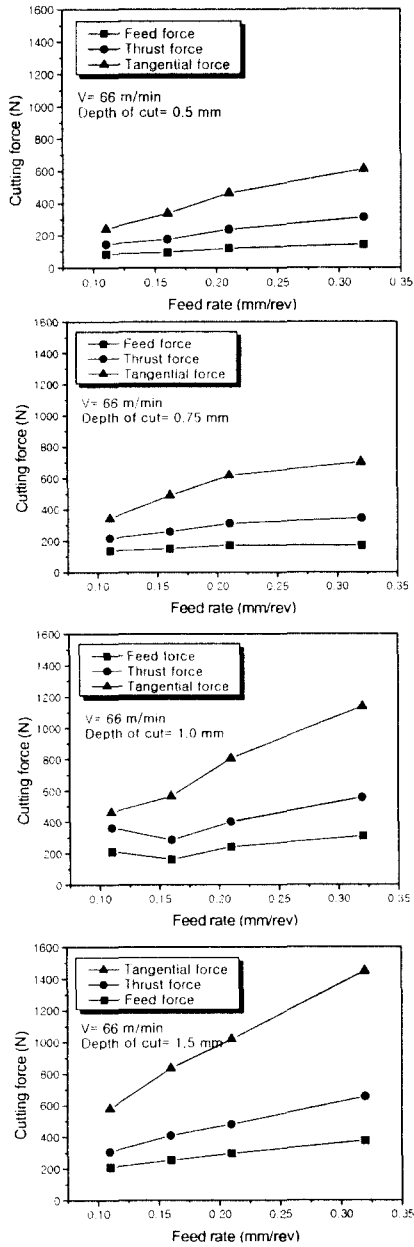 1600
1400
1200
1000
800
600
400
200
0
Cutting force (N)
Feed force
Thrust force
Tangential force
V= 66 m/min
Depth of cut= 0.5 mm
0.10 0.15 0.20 0.25 0.30 0.35
Feed rate (mm/rev)
1600
1400
1200
1000
800
600
400
200
0
Cutting force (N)
Feed force
Thrust force
Tangential force
V= 66 m/min
Depth of cut= 0.75 mm
0.10 0.15 0.20 0.25 0.30 0.35
Feed rate (mm/rev)
1600
1400
1200
1000
800
600
400
200
0
Cutting force (N)
Feed force
Thrust force
Tangential force
V= 66 m/min
Depth of cut= 1.0 mm
0.10 0.15 0.20 0.25 0.30 0.35
Feed rate (mm/rev)
1600
1400
1200
1000
800
600
400
200
0
Cutting force (N)
Tangential force
Thrust force
Feed force
V= 66 m/min
Depth of cut= 1.5 mm
0.10 0.15 0.20 0.25 0.30 0.35
Feed rate (mm/rev)